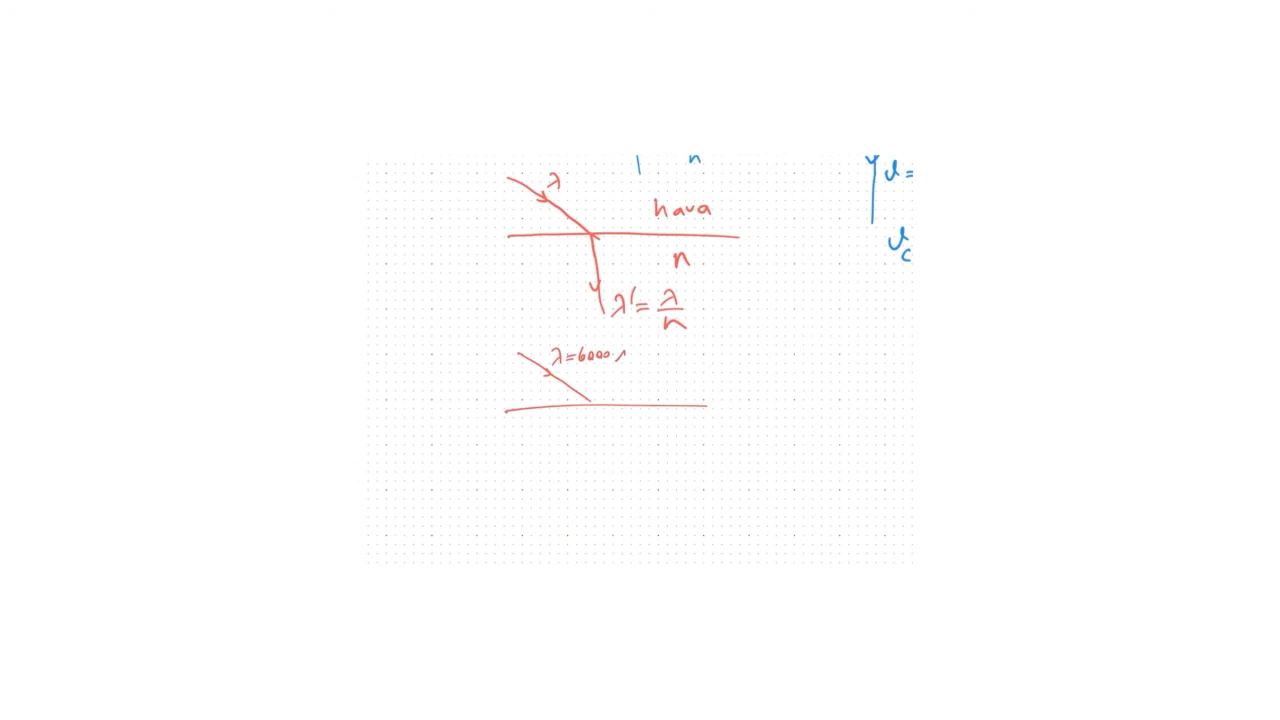 n
λ
hava
n
λ' = λ/n
λ=6000